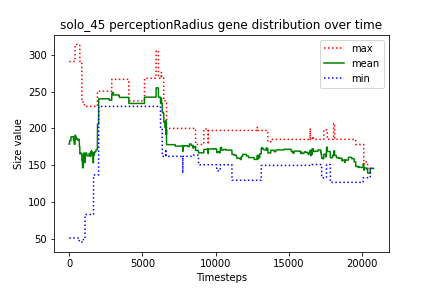 solo_45 perceptionRadius gene distribution over time
max
mean
min
Size value
300
250
200
150
100
50
0
5000
10000
15000
20000
Timesteps